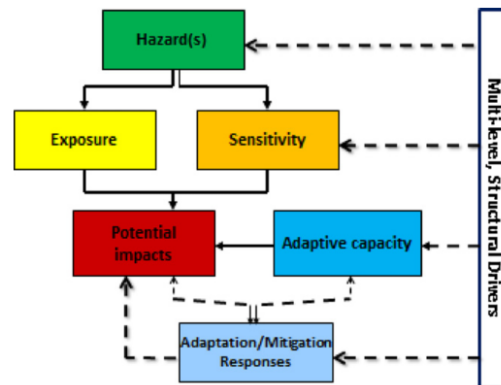 Hazard(s)
Exposure
Sensitivity
Potential
impacts
Adaptive capacity
Adaptation/Mitigation
Responses
Multi-level, Structural Drivers